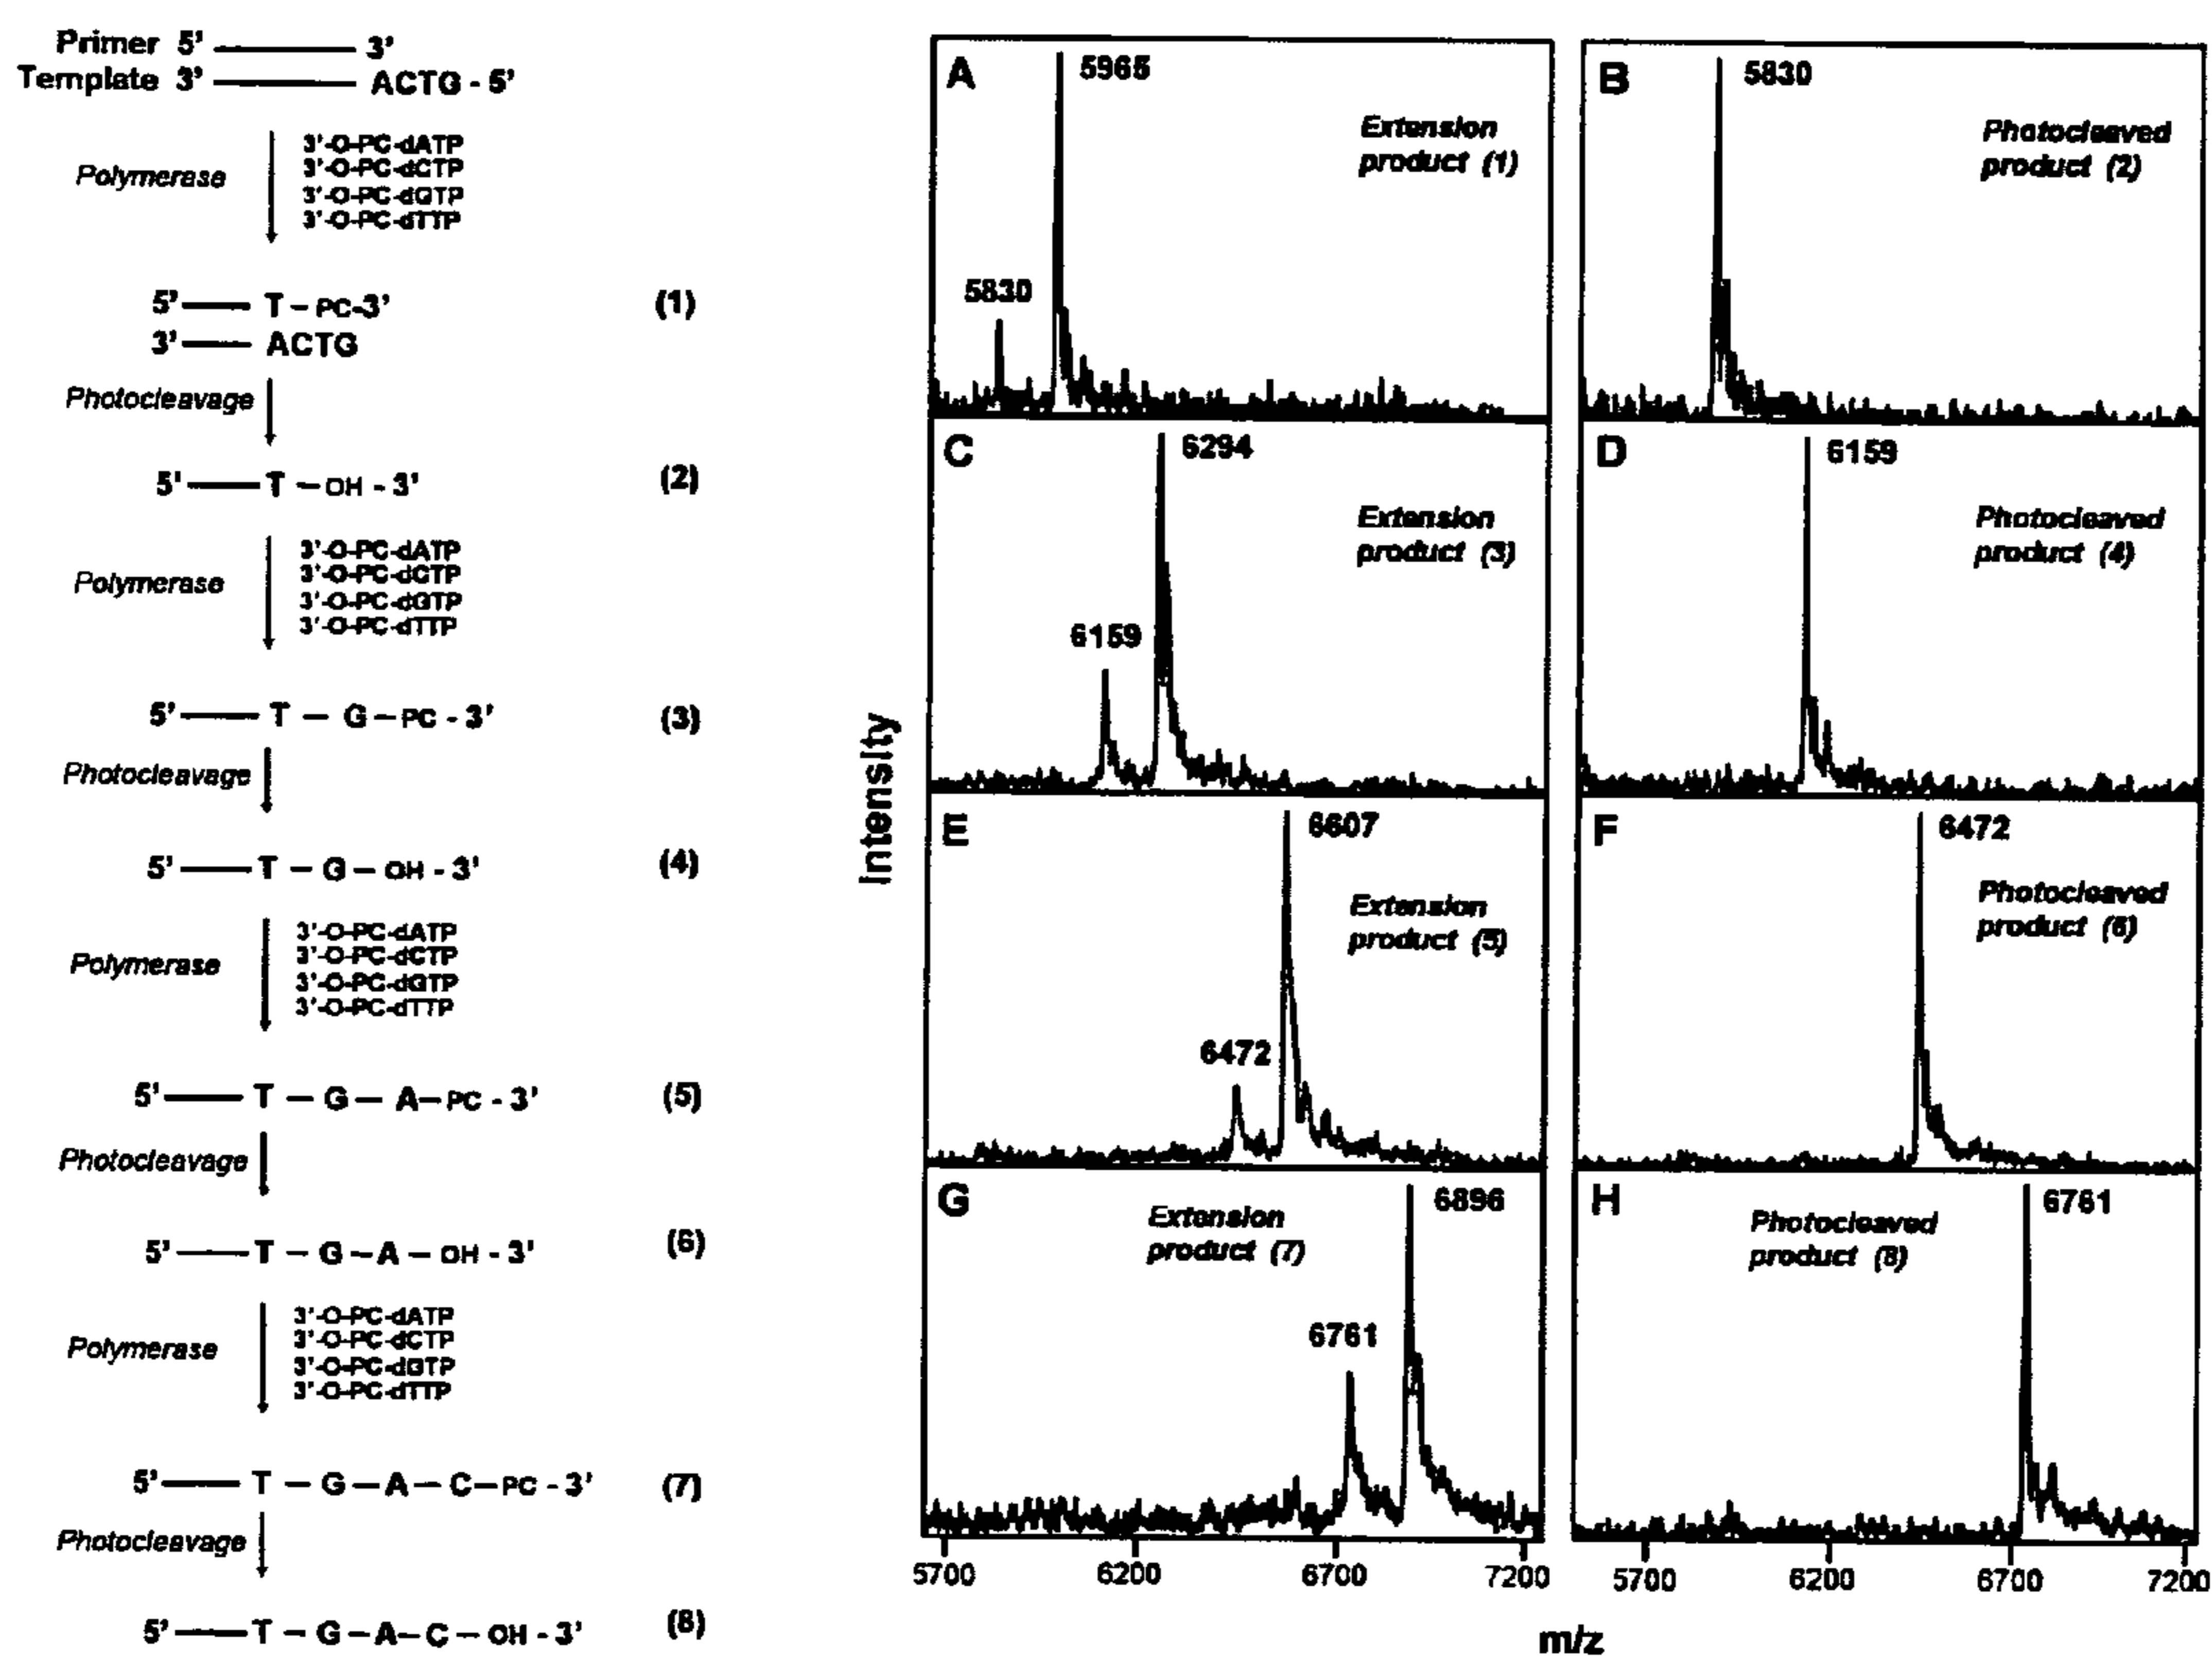 Primer 5' 3'
Template 3' ACTG - 5'
Polymerase
3'-O-PC-dATP
3'-O-PC-dCTP
3'-O-PC-dGTP
3'-O-PC-dTTP
5' T - PC-3' (1)
3' ACTG
Photocleavage
5' T - OH - 3' (2)
Polymerase
3'-O-PC-dATP
3'-O-PC-dCTP
3'-O-PC-dGTP
3'-O-PC-dTTP
5' T - G - PC - 3' (3)
Photocleavage
5' T - G - OH - 3' (4)
Polymerase
3'-O-PC-dATP
3'-O-PC-dCTP
3'-O-PC-dGTP
3'-O-PC-dTTP
5' T - G - A - PC - 3' (5)
Photocleavage
5' T - G - A - OH - 3' (6)
Polymerase
3'-O-PC-dATP
3'-O-PC-dCTP
3'-O-PC-dGTP
3'-O-PC-dTTP
5' T - G - A - C - PC - 3' (7)
Photocleavage
5' T - G - A - C - OH - 3' (8)
Intensity
A
5965
5830
Extension
product (1)
B
5830
Photocleaved
product (2)
C
6294
6159
Extension
product (3)
D
6159
Photocleaved
product (4)
E
6607
6472
Extension
product (5)
F
6472
Photocleaved
product (6)
G
6896
6761
Extension
product (7)
H
6761
Photocleaved
product (8)
5700 6200 6700 7200
5700 6200 6700 7200
m/z